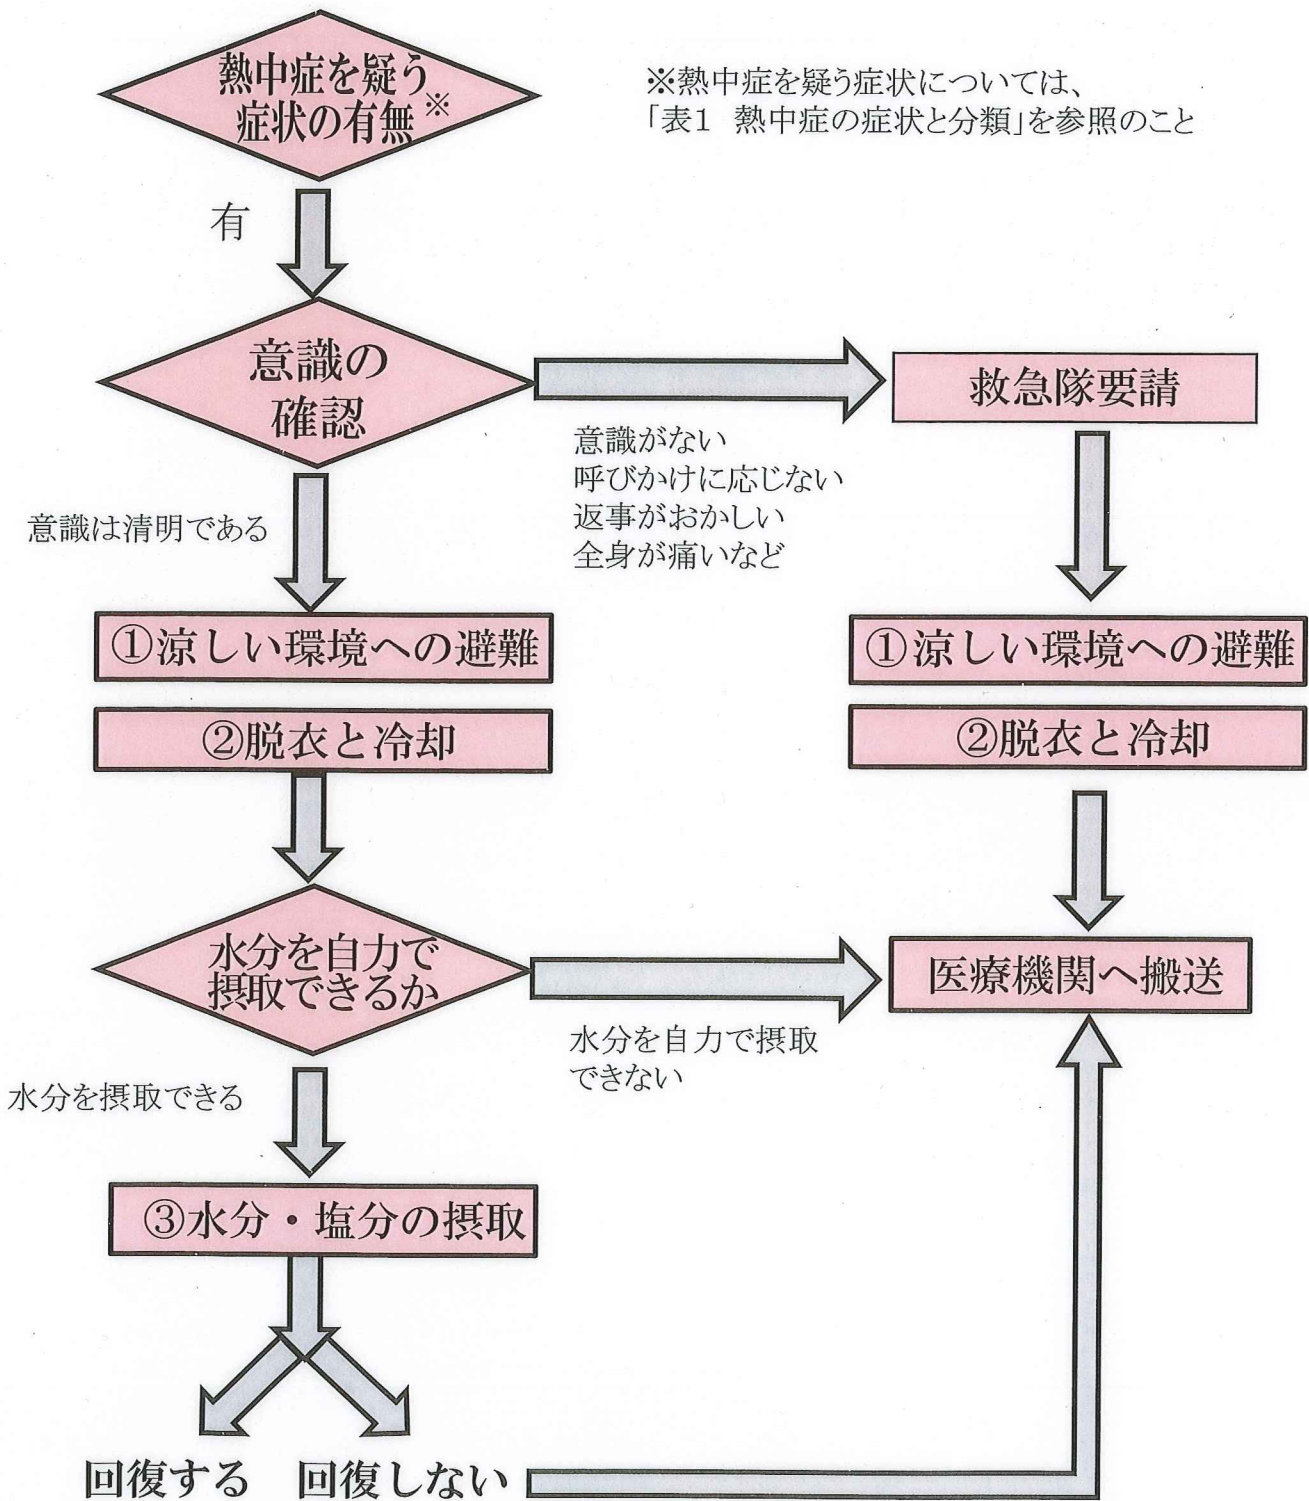 熱中症を疑う
症状の有無※
※熱中症を疑う症状については、
「表1 熱中症の症状と分類」を参照のこと
有
意識の
確認
救急隊要請
意識がない
呼びかけに応じない
返事がおかしい
全身が痛いなど
意識は清明である
①涼しい環境への避難
①涼しい環境への避難
②脱衣と冷却
②脱衣と冷却
水分を自力で
摂取できるか
医療機関へ搬送
水分を自力で摂取
できない
水分を摂取できる
③水分・塩分の摂取
回復する
回復しない